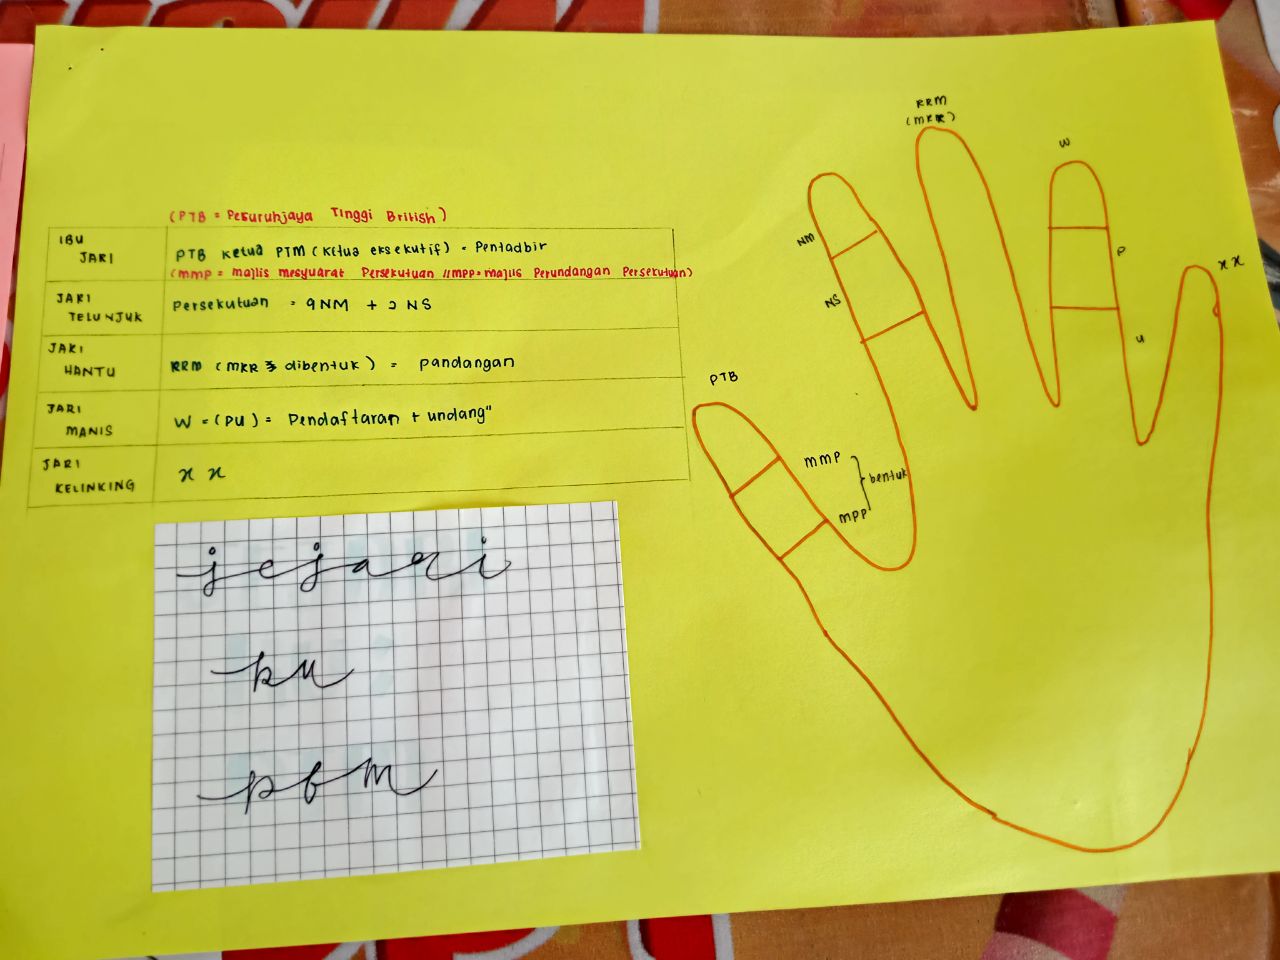 (PTB = Pesuruhjaya Tinggi British)
IBU JARI
PTB Ketua PTM (Ketua eksekutif) = Pentadbir
(mmp = majlis mesyuarat Persekutuan //MPP=majlis Perundangan Persekutuan)
JARI TELUNJUK
Persekutuan = 9NM + 2 NS
JARI HANTU
RRM (MKR dibentuk) = pandangan
JARI MANIS
W = (PU) = Pendaftaran + undang"
JARI KELINKING
x x
jejari
ku
pbm
PTB
mmp
mpp
bentuk
NM
NS
RRM
(MKR)
W
P
u
x x